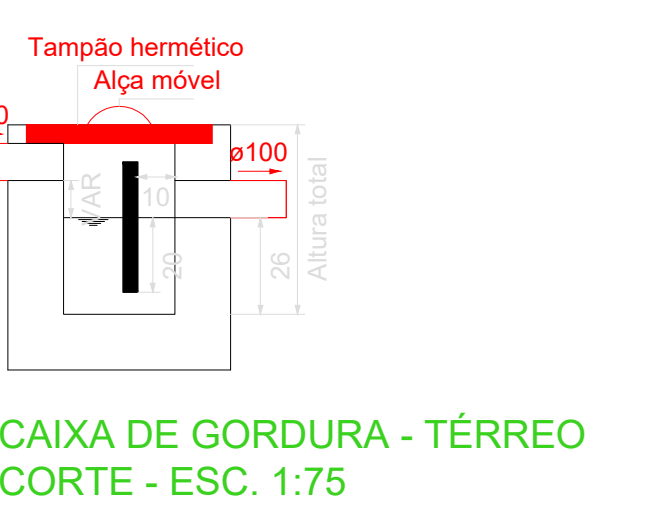 Tampão hermético
Alça móvel
0
ø100
VAR
10
20
26
Altura total
CAIXA DE GORDURA - TÉRREO
CORTE - ESC. 1:75